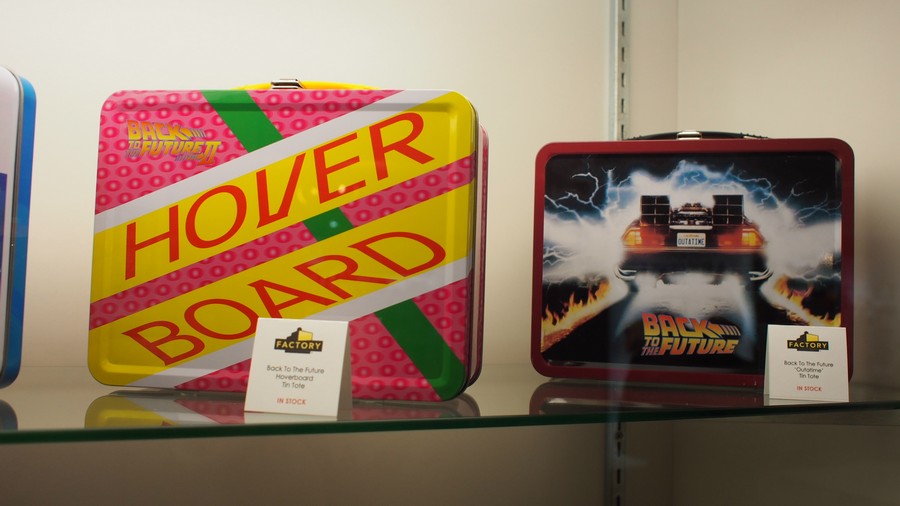 BACK
TO THE FUTURE II
HOVER
BOARD
FACTORY
Back To The Future
Hoverboard
Tin Tote
IN STOCK
OUTATIME
BACK
TO THE FUTURE
FACTORY
Back To The Future
'Outatime'
Tin Tote
IN STOCK